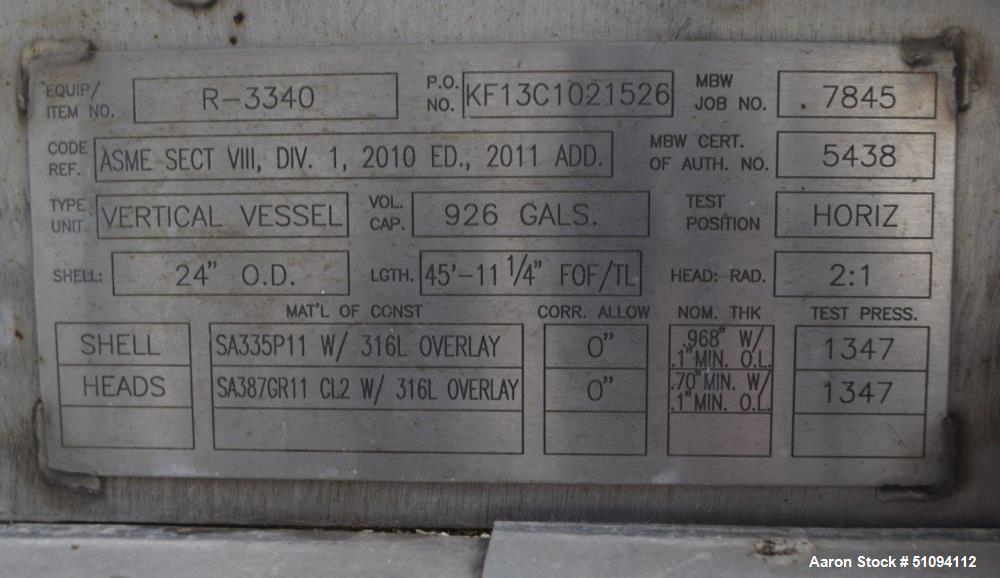 EQUIP/ ITEM NO. R-3340 P.O. NO. KF13C1021526 MBW JOB NO. 7845
CODE REF. ASME SECT VIII, DIV. 1, 2010 ED., 2011 ADD. MBW CERT. OF AUTH. NO. 5438
TYPE UNIT VERTICAL VESSEL VOL. CAP. 926 GALS. TEST POSITION HORIZ
SHELL: 24" O.D. LGTH. 45'-11 1/4" FOF/TL HEAD: RAD. 2:1
MAT'L OF CONST CORR. ALLOW NOM. THK TEST PRESS.
SHELL SA335P11 W/ 316L OVERLAY 0" .968" W/ .1"MIN. O.L. 1347
HEADS SA387GR11 CL2 W/ 316L OVERLAY 0" .70"MIN. W/ .1"MIN. O.L. 1347
Aaron Stock # 51094112